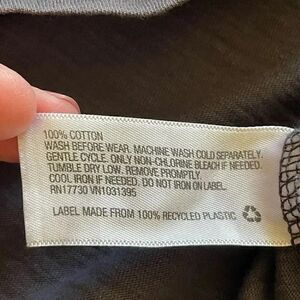 100% COTTON
WASH BEFORE WEAR. MACHINE WASH COLD SEPARATELY.
GENTLE CYCLE. ONLY NON-CHLORINE BLEACH IF NEEDED.
TUMBLE DRY LOW. REMOVE PROMPTLY.
COOL IRON IF NEEDED. DO NOT IRON ON LABEL.
RN17730 VN1031395
LABEL MADE FROM 100% RECYCLED PLASTIC